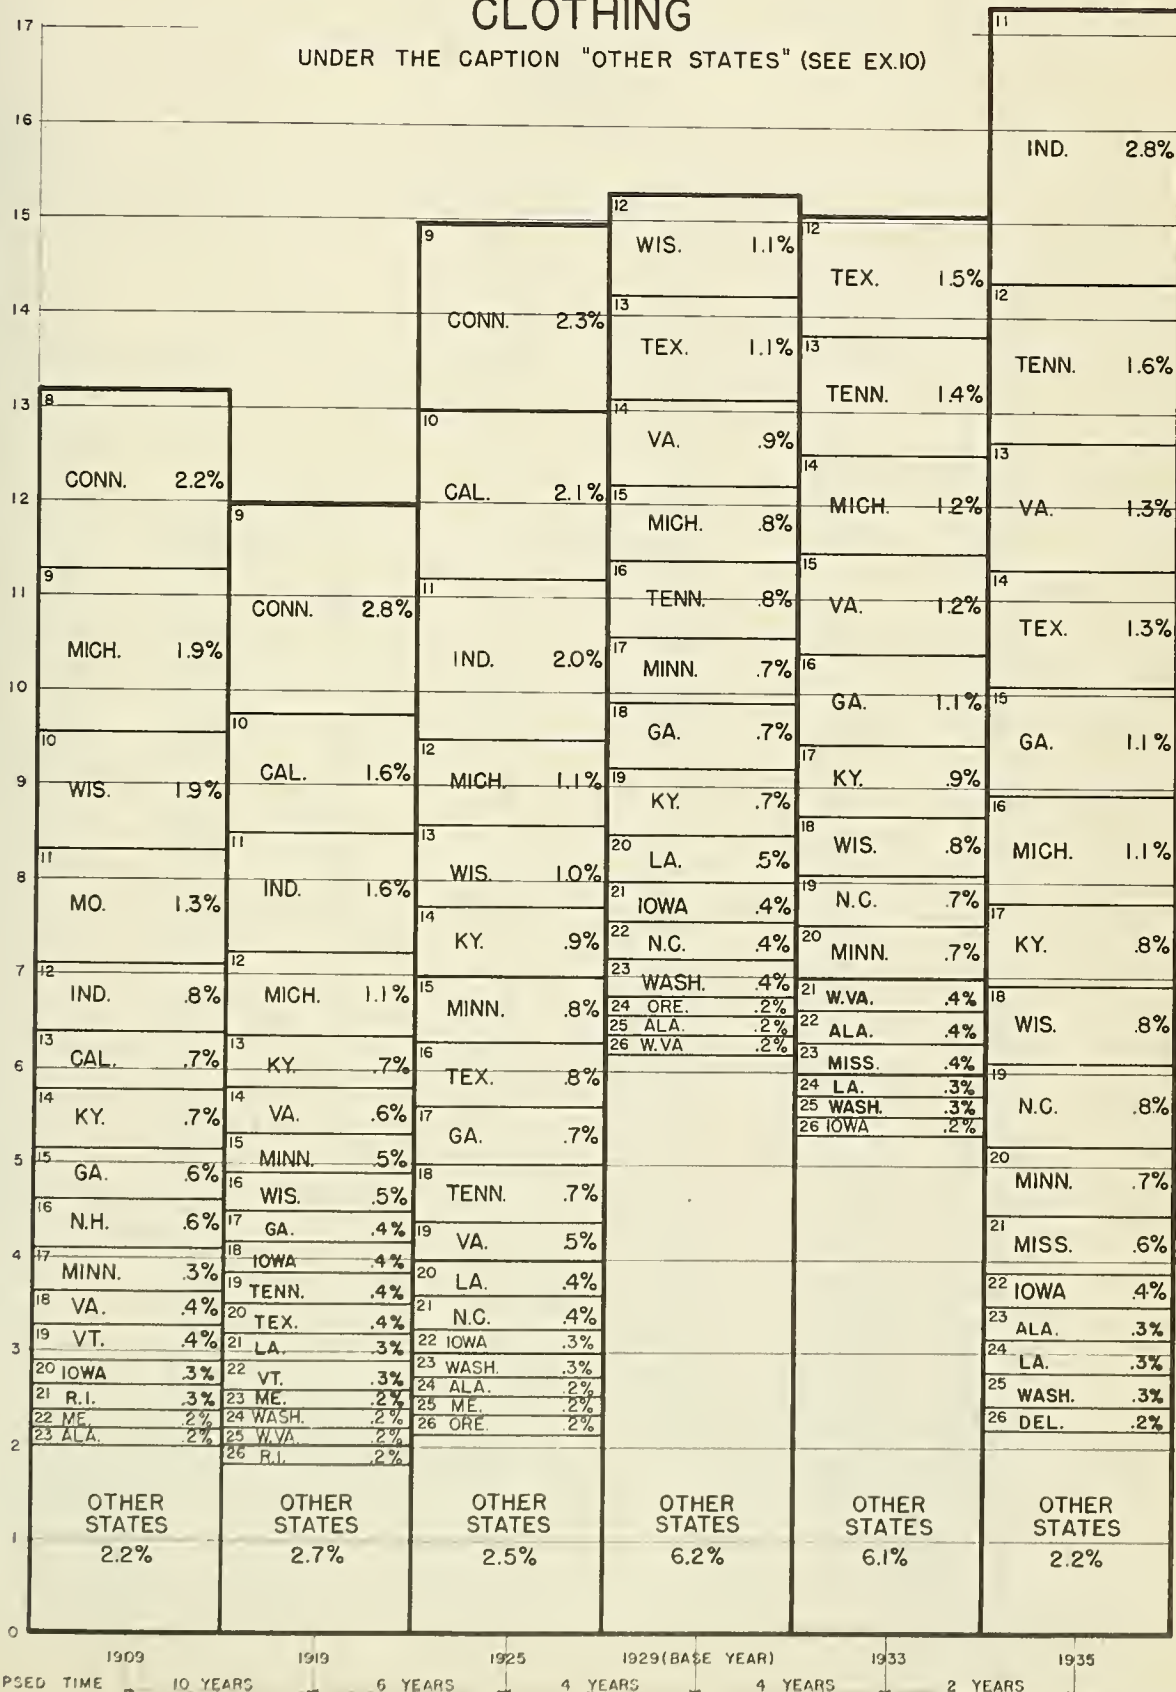 CLOTHING
UNDER THE CAPTION "OTHER STATES" (SEE EX.10)
17
16
15
14
13
12
11
10
9
8
7
6
5
4
3
2
1
0
8 CONN. 2.2%
9 MICH. 1.9%
10 WIS. 1.9%
11 MO. 1.3%
12 IND. .8%
13 CAL. .7%
14 KY. .7%
15 GA. .6%
16 N.H. .6%
17 MINN. .3%
18 VA. .4%
19 VT. .4%
20 IOWA .3%
21 R.I. .3%
22 ME. .2%
23 ALA. .2%
OTHER
STATES
2.2%
9 CONN. 2.8%
10 CAL. 1.6%
11 IND. 1.6%
12 MICH. 1.1%
13 KY. .7%
14 VA. .6%
15 MINN. .5%
16 WIS. .5%
17 GA. .4%
18 IOWA .4%
19 TENN. .4%
20 TEX. .4%
21 LA. .3%
22 VT. .3%
23 ME. .2%
24 WASH. .2%
25 W.VA. .2%
26 R.I. .2%
OTHER
STATES
2.7%
9 CONN. 2.3%
10 CAL. 2.1%
11 IND. 2.0%
12 MICH. 1.1%
13 WIS. 1.0%
14 KY. .9%
15 MINN. .8%
16 TEX. .8%
17 GA. .7%
18 TENN. .7%
19 VA. .5%
20 LA. .4%
21 N.C. .4%
22 IOWA .3%
23 WASH. .3%
24 ALA. .2%
25 ME. .2%
26 ORE. .2%
OTHER
STATES
2.5%
12 WIS. 1.1%
13 TEX. 1.1%
14 VA. .9%
15 MICH. .8%
16 TENN. .8%
17 MINN. .7%
18 GA. .7%
19 KY. .7%
20 LA. .5%
21 IOWA .4%
22 N.C. .4%
23 WASH. .4%
24 ORE. .2%
25 ALA. .2%
26 W.VA .2%
OTHER
STATES
6.2%
12 TEX. 1.5%
13 TENN. 1.4%
14 MICH. 1.2%
15 VA. 1.2%
16 GA. 1.1%
17 KY. .9%
18 WIS. .8%
19 N.C. .7%
20 MINN. .7%
21 W.VA. .4%
22 ALA. .4%
23 MISS. .4%
24 LA. .3%
25 WASH. .3%
26 IOWA .2%
OTHER
STATES
6.1%
11 IND. 2.8%
12 TENN. 1.6%
13 VA. 1.3%
14 TEX. 1.3%
15 GA. 1.1%
16 MICH. 1.1%
17 KY. .8%
18 WIS. .8%
19 N.C. .8%
20 MINN. .7%
21 MISS. .6%
22 IOWA .4%
23 ALA. .3%
24 LA. .3%
25 WASH. .3%
26 DEL. .2%
OTHER
STATES
2.2%
1909 1919 1925 1929 (BASE YEAR) 1933 1935
PSED TIME 10 YEARS 6 YEARS 4 YEARS 4 YEARS 2 YEARS